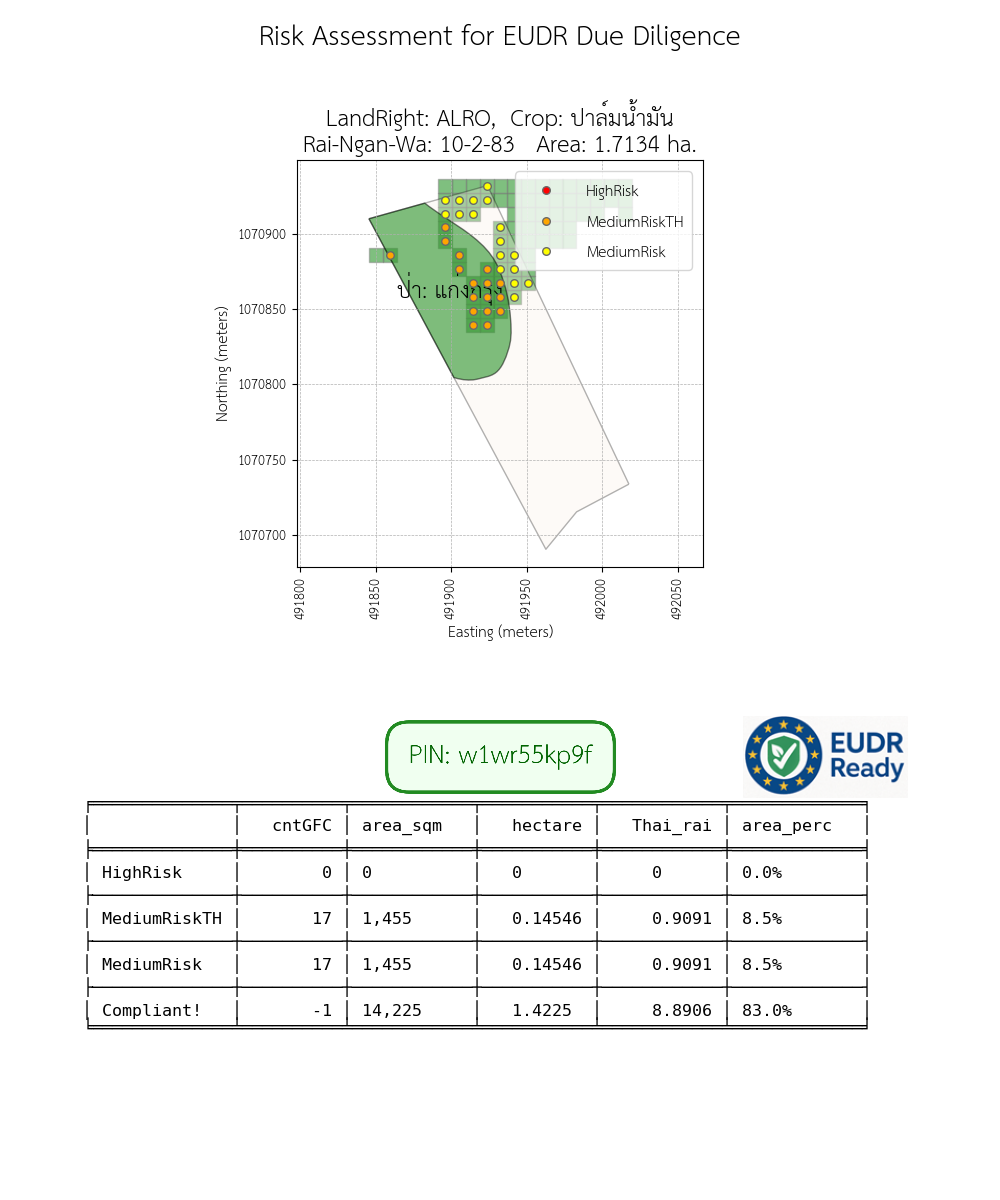 Risk Assessment for EUDR Due Diligence
LandRight: ALRO,  Crop: ปาล์มน้ำมัน
Rai-Ngan-Wa: 10-2-83   Area: 1.7134 ha.
HighRisk
MediumRiskTH
MediumRisk
ป่า: แก่งกรุง
Northing (meters)
1070900
1070850
1070800
1070750
1070700
491800 491850 491900 491950 492000 492050
Easting (meters)
PIN: w1wr55kp9f
EUDR
Ready
cntGFC area_sqm hectare Thai_rai area_perc
HighRisk 0 0 0 0 0.0%
MediumRiskTH 17 1,455 0.14546 0.9091 8.5%
MediumRisk 17 1,455 0.14546 0.9091 8.5%
Compliant! -1 14,225 1.4225 8.8906 83.0%